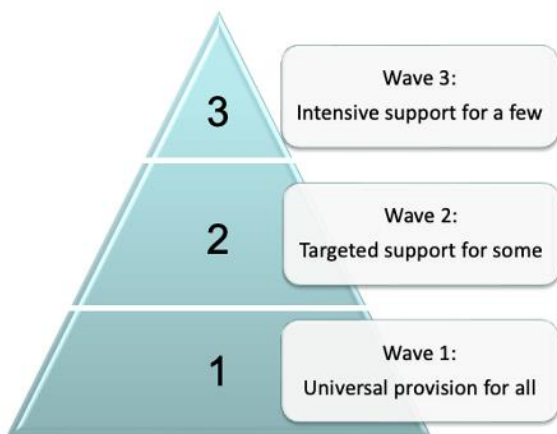 3
Wave 3:
Intensive support for a few
2
Wave 2:
Targeted support for some
1
Wave 1:
Universal provision for all